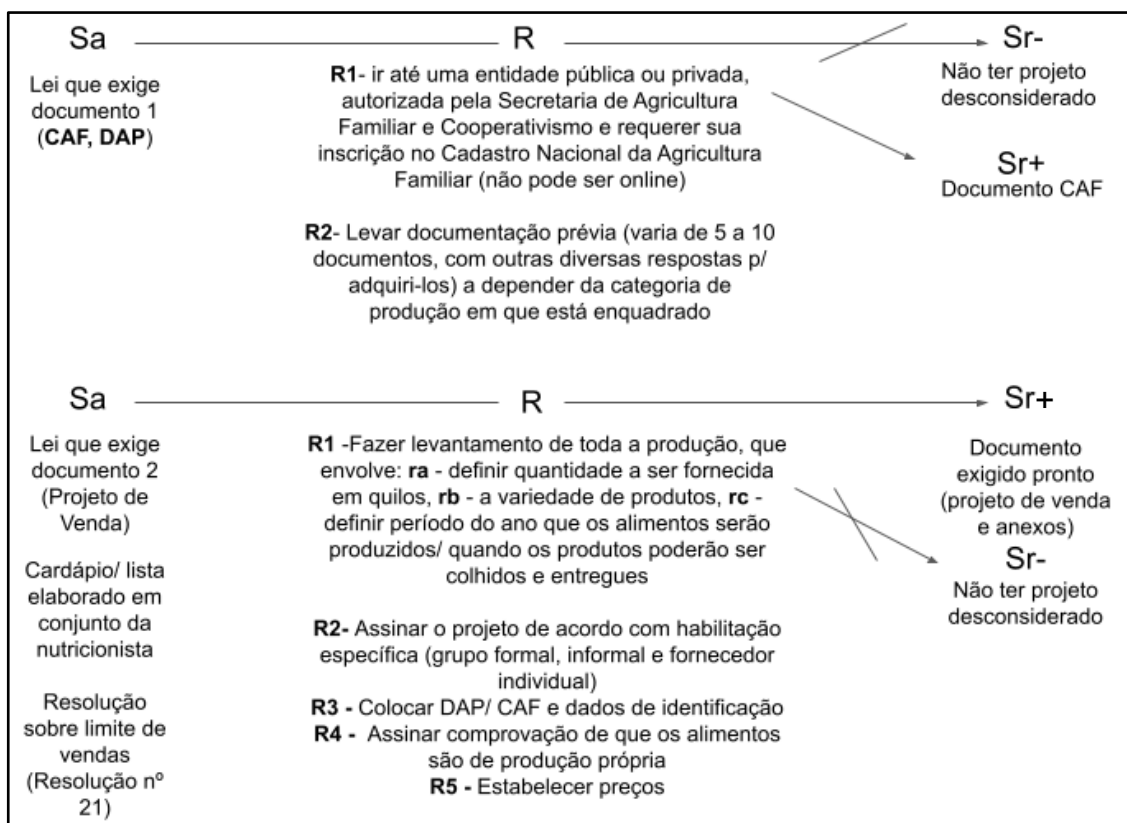 Sa
R
Sr-
Lei que exige
documento 1
(CAF, DAP)
R1- ir até uma entidade pública ou privada,
autorizada pela Secretaria de Agricultura
Familiar e Cooperativismo e requerer sua
inscrição no Cadastro Nacional da Agricultura
Familiar (não pode ser online)
R2- Levar documentação prévia (varia de 5 a 10
documentos, com outras diversas respostas p/
adquiri-los) a depender da categoria de
produção em que está enquadrado
Não ter projeto
desconsiderado
Sr+
Documento CAF
Sa
R
Sr+
Lei que exige
documento 2
(Projeto de
Venda)
Cardápio/ lista
elaborado em
conjunto da
nutricionista
Resolução
sobre limite de
vendas
(Resolução nº
21)
R1 -Fazer levantamento de toda a produção, que
envolve: ra - definir quantidade a ser fornecida
em quilos, rb - a variedade de produtos, rc -
definir período do ano que os alimentos serão
produzidos/ quando os produtos poderão ser
colhidos e entregues
R2- Assinar o projeto de acordo com habilitação
específica (grupo formal, informal e fornecedor
individual)
R3 - Colocar DAP/ CAF e dados de identificação
R4 - Assinar comprovação de que os alimentos
são de produção própria
R5 - Estabelecer preços
Documento
exigido pronto
(projeto de venda
e anexos)
Sr-
Não ter projeto
desconsiderado